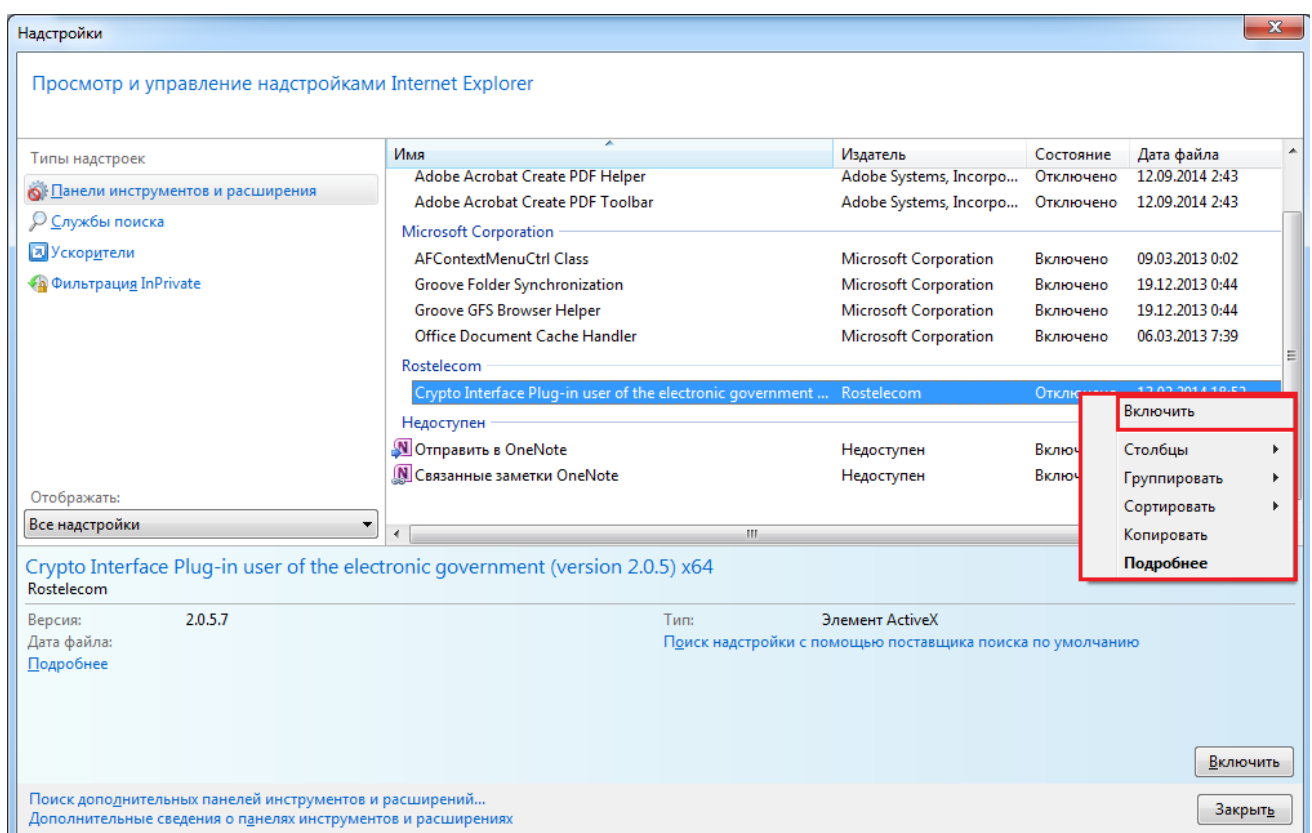 Надстройки
Просмотр и управление надстройками Internet Explorer
Типы надстроек
Панели инструментов и расширения
Службы поиска
Ускорители
Фильтрация InPrivate
Отображать:
Все надстройки
Имя Издатель Состояние Дата файла
Adobe Acrobat Create PDF Helper Adobe Systems, Incorpo... Отключено 12.09.2014 2:43
Adobe Acrobat Create PDF Toolbar Adobe Systems, Incorpo... Отключено 12.09.2014 2:43
Microsoft Corporation
AFContextMenuCtrl Class Microsoft Corporation Включено 09.03.2013 0:02
Groove Folder Synchronization Microsoft Corporation Включено 19.12.2013 0:44
Groove GFS Browser Helper Microsoft Corporation Включено 19.12.2013 0:44
Office Document Cache Handler Microsoft Corporation Включено 06.03.2013 7:39
Rostelecom
Crypto Interface Plug-in user of the electronic government ... Rostelecom
Недоступен
Отправить в OneNote Недоступен
Связанные заметки OneNote Недоступен
Включить
Столбцы
Группировать
Сортировать
Копировать
Подробнее
Crypto Interface Plug-in user of the electronic government (version 2.0.5) x64
Rostelecom
Версия: 2.0.5.7 Тип: Элемент ActiveX
Дата файла: Поиск надстройки с помощью поставщика поиска по умолчанию
Подробнее
Включить
Поиск дополнительных панелей инструментов и расширений...
Дополнительные сведения о панелях инструментов и расширениях
Закрыть